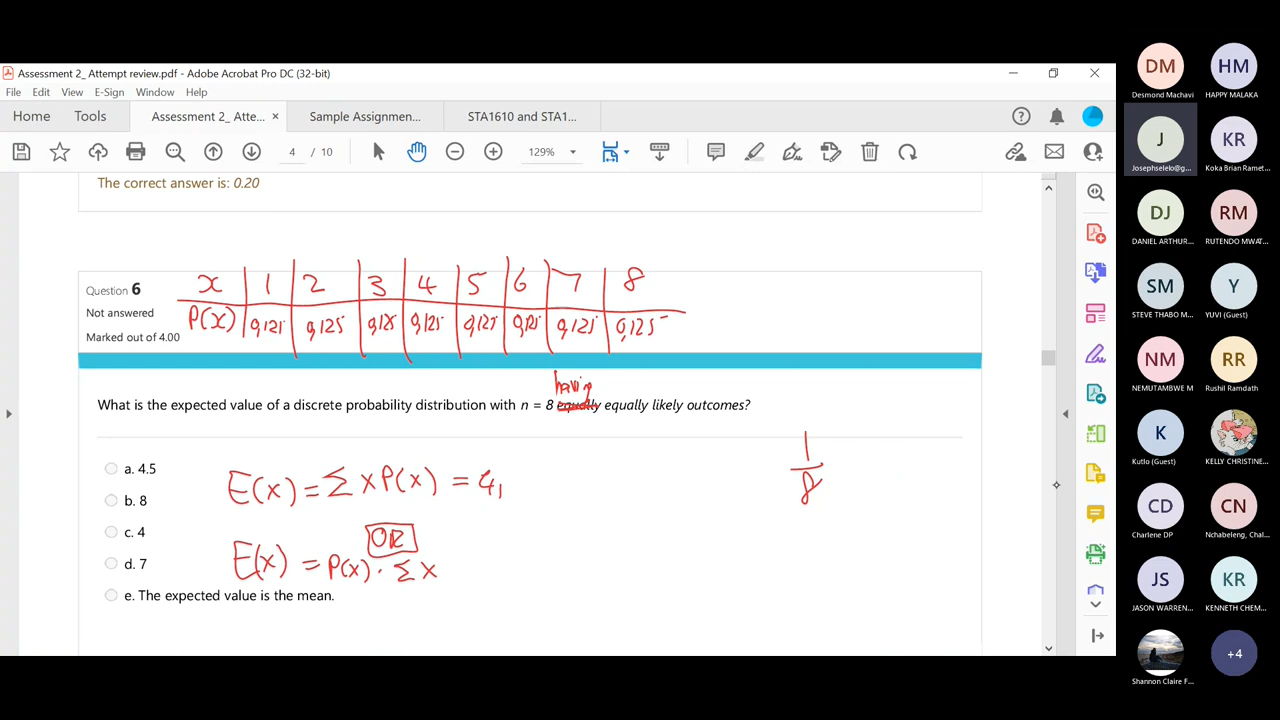 Assessment 2_ Attempt review.pdf - Adobe Acrobat Pro DC (32-bit)
File Edit View E-Sign Window Help
Home Tools Assessment 2_ Atte... × Sample Assignmen... STA1610 and STA1...
4 / 10 129%
The correct answer is: 0.20
Question 6
Not answered
Marked out of 4.00
x 1 2 3 4 5 6 7 8
P(x) 0,125 0,125 0,125 0,125 0,125 0,125 0,125 0,125
having
What is the expected value of a discrete probability distribution with n = 8 equally equally likely outcomes?
a. 4.5
b. 8
c. 4
d. 7
e. The expected value is the mean.
E(x) = Σ x P(x) = 4,
OR
E(x) = P(x) · Σ x
1
8
DM
Desmond Machavi
HM
HAPPY MALAKA
J
Josephselelo@g...
KR
Koka Brian Ramet...
DJ
DANIEL ARTHUR...
RM
RUTENDO MWAT...
SM
STEVE THABO M...
Y
YUVI (Guest)
NM
NEMUTAMBWE M
RR
Rushil Ramdath
K
Kutlo (Guest)
KELLY CHRISTINE...
CD
Charlene DP
CN
Nchabeleng, Chal...
JS
JASON WARREN...
KR
KENNETH CHEM...
Shannon Claire F...
+4